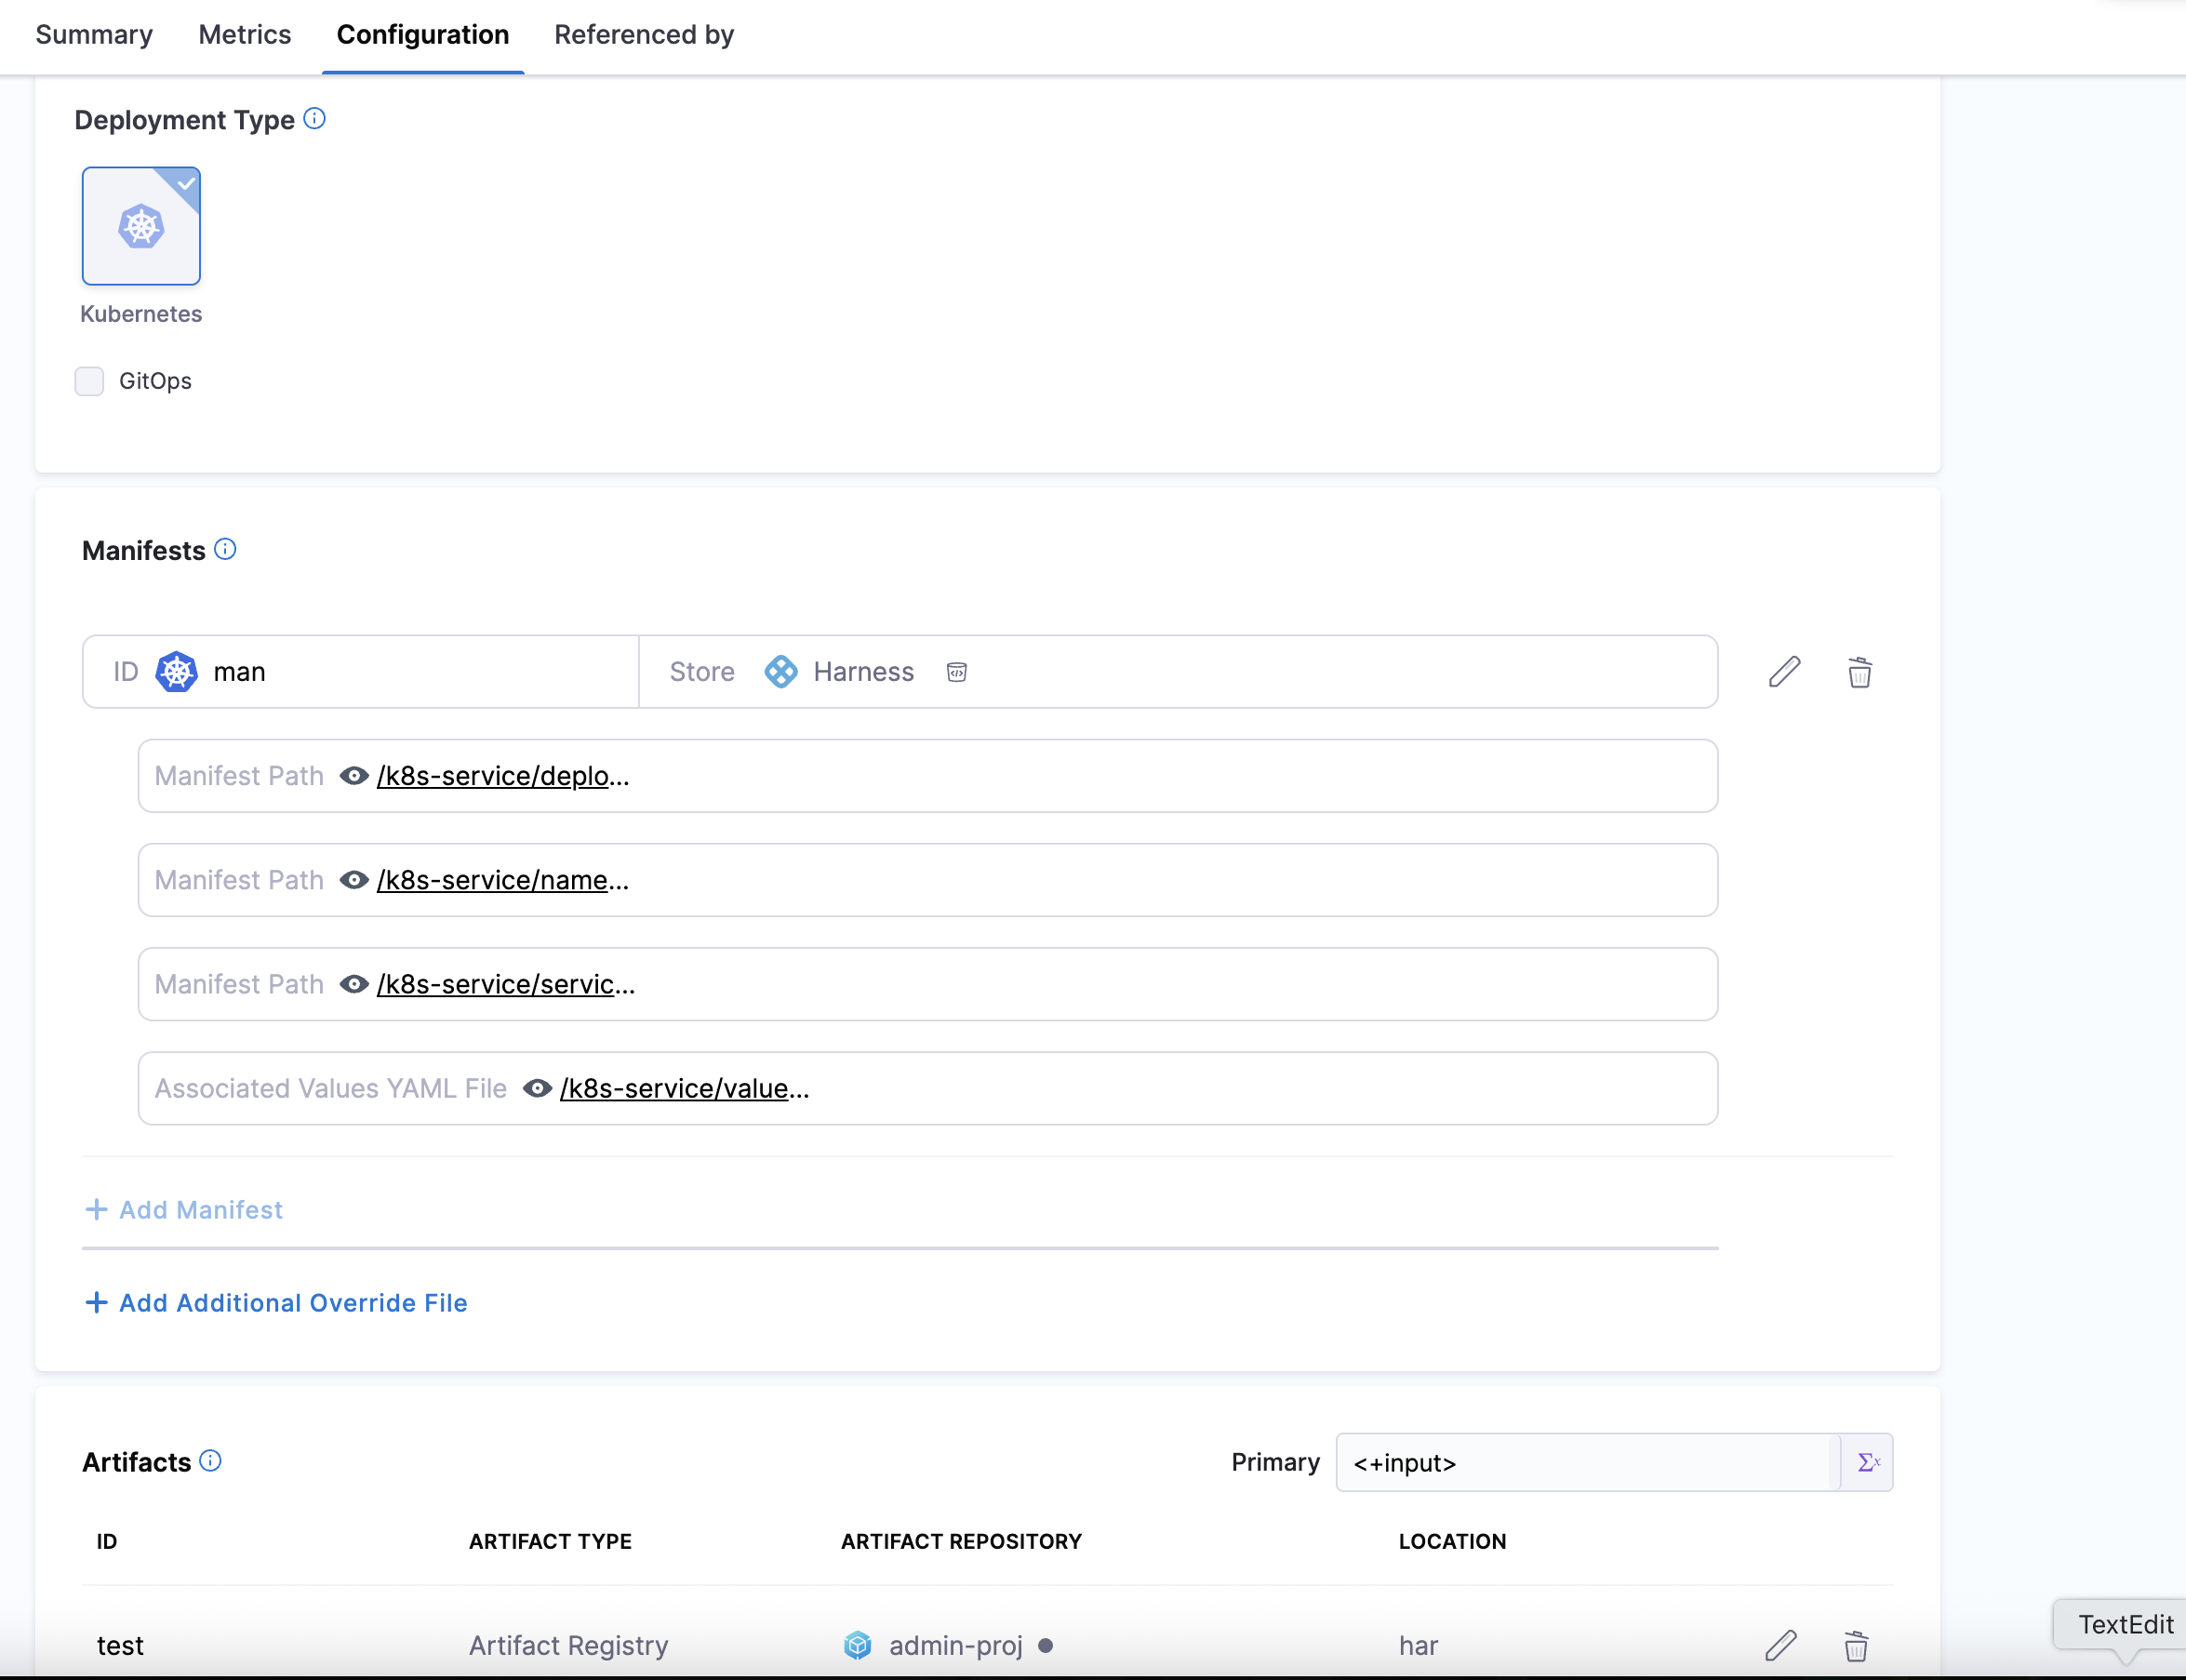 Summary Metrics Configuration Referenced by
Deployment Type
Kubernetes
GitOps
Manifests
ID man Store Harness
Manifest Path /k8s-service/deplo...
Manifest Path /k8s-service/name...
Manifest Path /k8s-service/servic...
Associated Values YAML File /k8s-service/value...
+ Add Manifest
+ Add Additional Override File
Artifacts Primary <+input> Σx
ID ARTIFACT TYPE ARTIFACT REPOSITORY LOCATION
TextEdit
test Artifact Registry admin-proj har